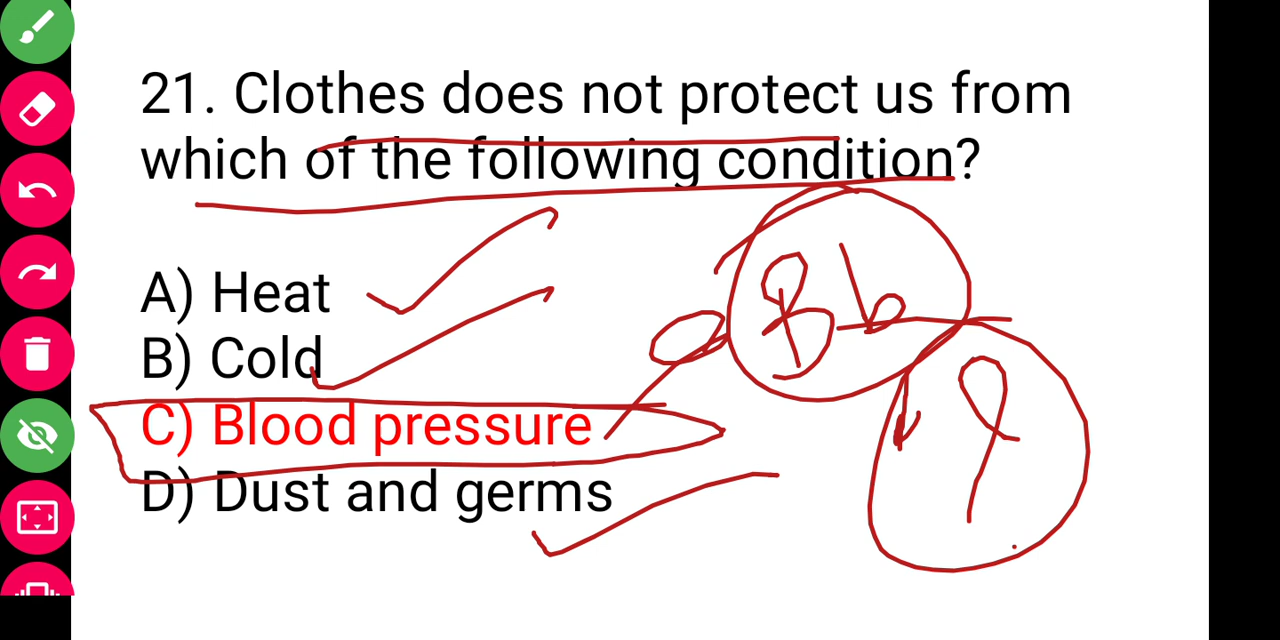 21. Clothes does not protect us from
which of the following condition?
A) Heat
B) Cold
C) Blood pressure
D) Dust and germs